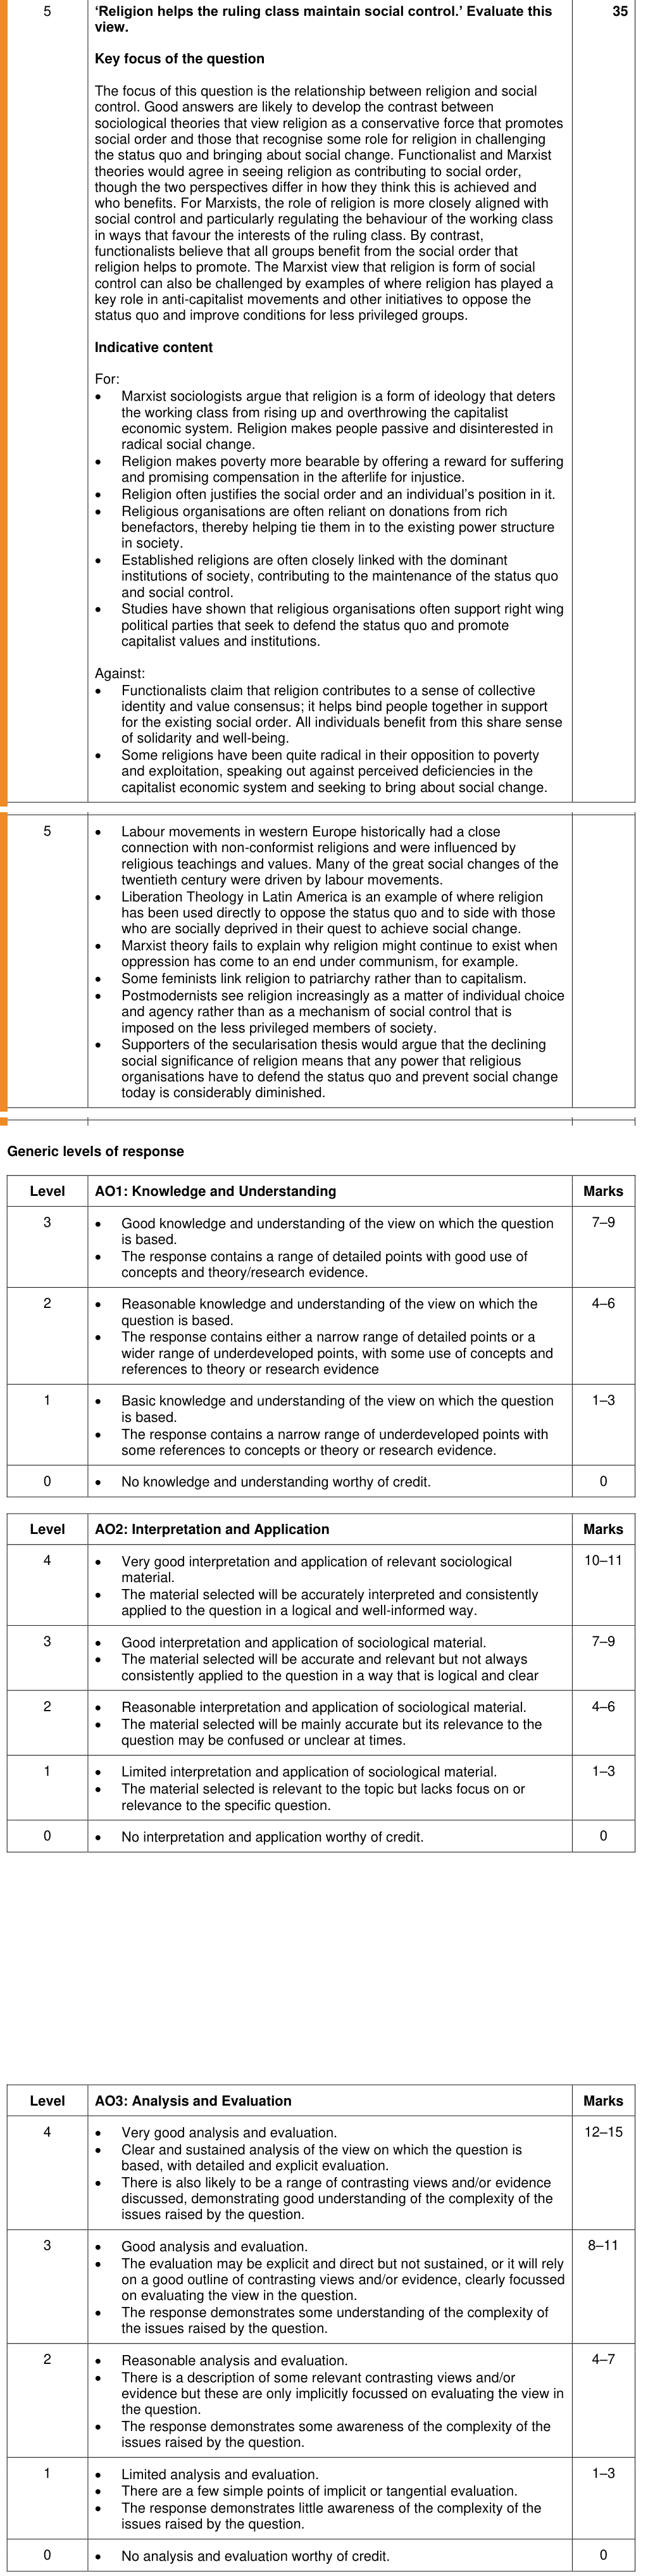 5 ‘Religion helps the ruling class maintain social control.’ Evaluate this 35
view.
Key focus of the question
The focus of this question is the relationship between religion and social
control. Good answers are likely to develop the contrast between
sociological theories that view religion as a conservative force that promotes
social order and those that recognise some role for religion in challenging
the status quo and bringing about social change. Functionalist and Marxist
theories would agree in seeing religion as contributing to social order,
though the two perspectives differ in how they think this is achieved and
who benefits. For Marxists, the role of religion is more closely aligned with
social control and particularly regulating the behaviour of the working class
in ways that favour the interests of the ruling class. By contrast,
functionalists believe that all groups benefit from the social order that
religion helps to promote. The Marxist view that religion is form of social
control can also be challenged by examples of where religion has played a
key role in anti-capitalist movements and other initiatives to oppose the
status quo and improve conditions for less privileged groups.
Indicative content
For:
• Marxist sociologists argue that religion is a form of ideology that deters
the working class from rising up and overthrowing the capitalist
economic system. Religion makes people passive and disinterested in
radical social change.
• Religion makes poverty more bearable by offering a reward for suffering
and promising compensation in the afterlife for injustice.
• Religion often justifies the social order and an individual’s position in it.
• Religious organisations are often reliant on donations from rich
benefactors, thereby helping tie them in to the existing power structure
in society.
• Established religions are often closely linked with the dominant
institutions of society, contributing to the maintenance of the status quo
and social control.
• Studies have shown that religious organisations often support right wing
political parties that seek to defend the status quo and promote
capitalist values and institutions.
Against:
• Functionalists claim that religion contributes to a sense of collective
identity and value consensus; it helps bind people together in support
for the existing social order. All individuals benefit from this share sense
of solidarity and well-being.
• Some religions have been quite radical in their opposition to poverty
and exploitation, speaking out against perceived deficiencies in the
capitalist economic system and seeking to bring about social change.
5 • Labour movements in western Europe historically had a close
connection with non-conformist religions and were influenced by
religious teachings and values. Many of the great social changes of the
twentieth century were driven by labour movements.
• Liberation Theology in Latin America is an example of where religion
has been used directly to oppose the status quo and to side with those
who are socially deprived in their quest to achieve social change.
• Marxist theory fails to explain why religion might continue to exist when
oppression has come to an end under communism, for example.
• Some feminists link religion to patriarchy rather than to capitalism.
• Postmodernists see religion increasingly as a matter of individual choice
and agency rather than as a mechanism of social control that is
imposed on the less privileged members of society.
• Supporters of the secularisation thesis would argue that the declining
social significance of religion means that any power that religious
organisations have to defend the status quo and prevent social change
today is considerably diminished.
Generic levels of response
Level AO1: Knowledge and Understanding Marks
3 • Good knowledge and understanding of the view on which the question 7–9
is based.
• The response contains a range of detailed points with good use of
concepts and theory/research evidence.
2 • Reasonable knowledge and understanding of the view on which the 4–6
question is based.
• The response contains either a narrow range of detailed points or a
wider range of underdeveloped points, with some use of concepts and
references to theory or research evidence
1 • Basic knowledge and understanding of the view on which the question 1–3
is based.
• The response contains a narrow range of underdeveloped points with
some references to concepts or theory or research evidence.
0 • No knowledge and understanding worthy of credit. 0
Level AO2: Interpretation and Application Marks
4 • Very good interpretation and application of relevant sociological 10–11
material.
• The material selected will be accurately interpreted and consistently
applied to the question in a logical and well-informed way.
3 • Good interpretation and application of sociological material. 7–9
• The material selected will be accurate and relevant but not always
consistently applied to the question in a way that is logical and clear
2 • Reasonable interpretation and application of sociological material. 4–6
• The material selected will be mainly accurate but its relevance to the
question may be confused or unclear at times.
1 • Limited interpretation and application of sociological material. 1–3
• The material selected is relevant to the topic but lacks focus on or
relevance to the specific question.
0 • No interpretation and application worthy of credit. 0
Level AO3: Analysis and Evaluation Marks
4 • Very good analysis and evaluation. 12–15
• Clear and sustained analysis of the view on which the question is
based, with detailed and explicit evaluation.
• There is also likely to be a range of contrasting views and/or evidence
discussed, demonstrating good understanding of the complexity of the
issues raised by the question.
3 • Good analysis and evaluation. 8–11
• The evaluation may be explicit and direct but not sustained, or it will rely
on a good outline of contrasting views and/or evidence, clearly focussed
on evaluating the view in the question.
• The response demonstrates some understanding of the complexity of
the issues raised by the question.
2 • Reasonable analysis and evaluation. 4–7
• There is a description of some relevant contrasting views and/or
evidence but these are only implicitly focussed on evaluating the view in
the question.
• The response demonstrates some awareness of the complexity of the
issues raised by the question.
1 • Limited analysis and evaluation. 1–3
• There are a few simple points of implicit or tangential evaluation.
• The response demonstrates little awareness of the complexity of the
issues raised by the question.
0 • No analysis and evaluation worthy of credit. 0